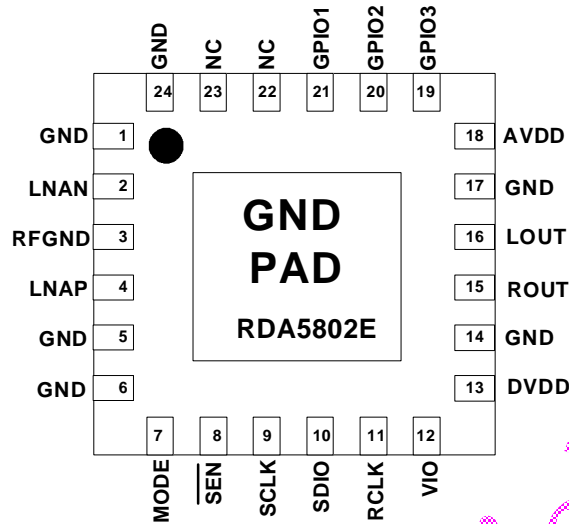 GND
NC
NC
GPIO1
GPIO2
GPIO3
24
23
22
21
20
19
GND 1
18 AVDD
LNAN 2
17 GND
RFGND 3
16 LOUT
LNAP 4
15 ROUT
GND 5
14 GND
GND 6
13 DVDD
GND
PAD
RDA5802E
7
8
9
10
11
12
MODE
SEN
SCLK
SDIO
RCLK
VIO